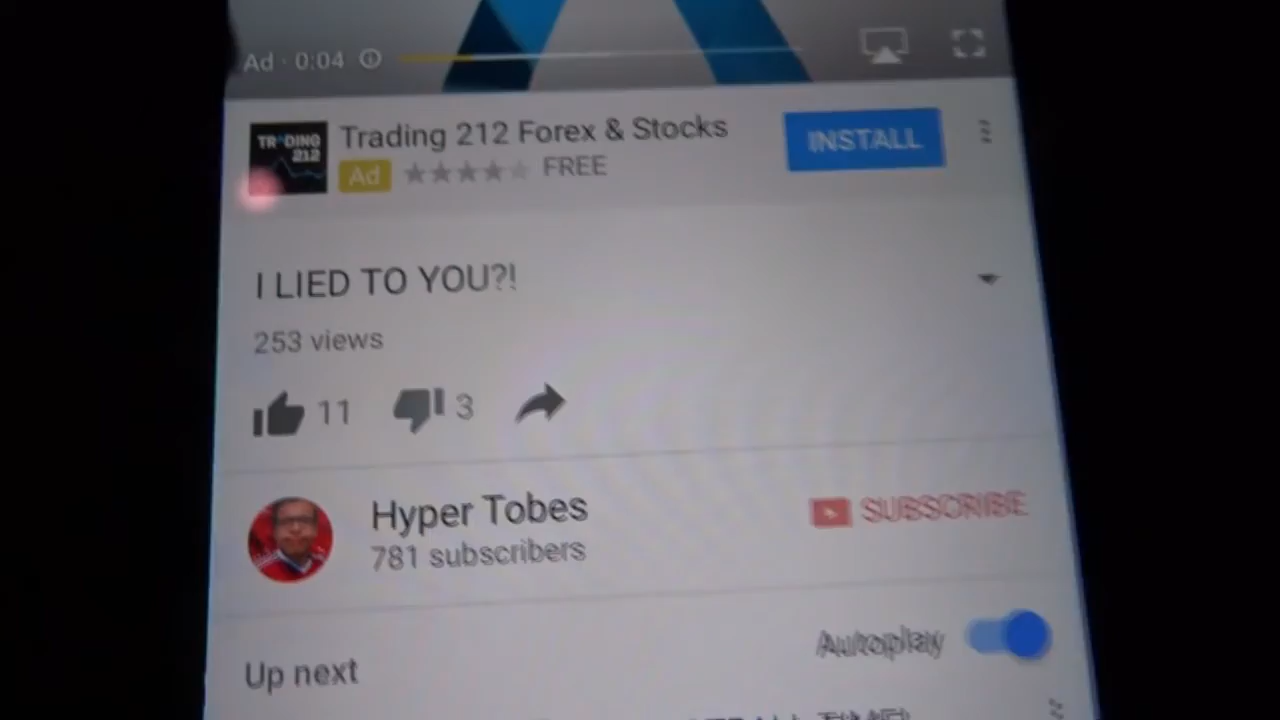 Ad · 0:04
TRADING
212
Trading 212 Forex & Stocks
Ad
FREE
INSTALL
I LIED TO YOU?!
253 views
11
3
Hyper Tobes
781 subscribers
SUBSCRIBE
Autoplay
Up next